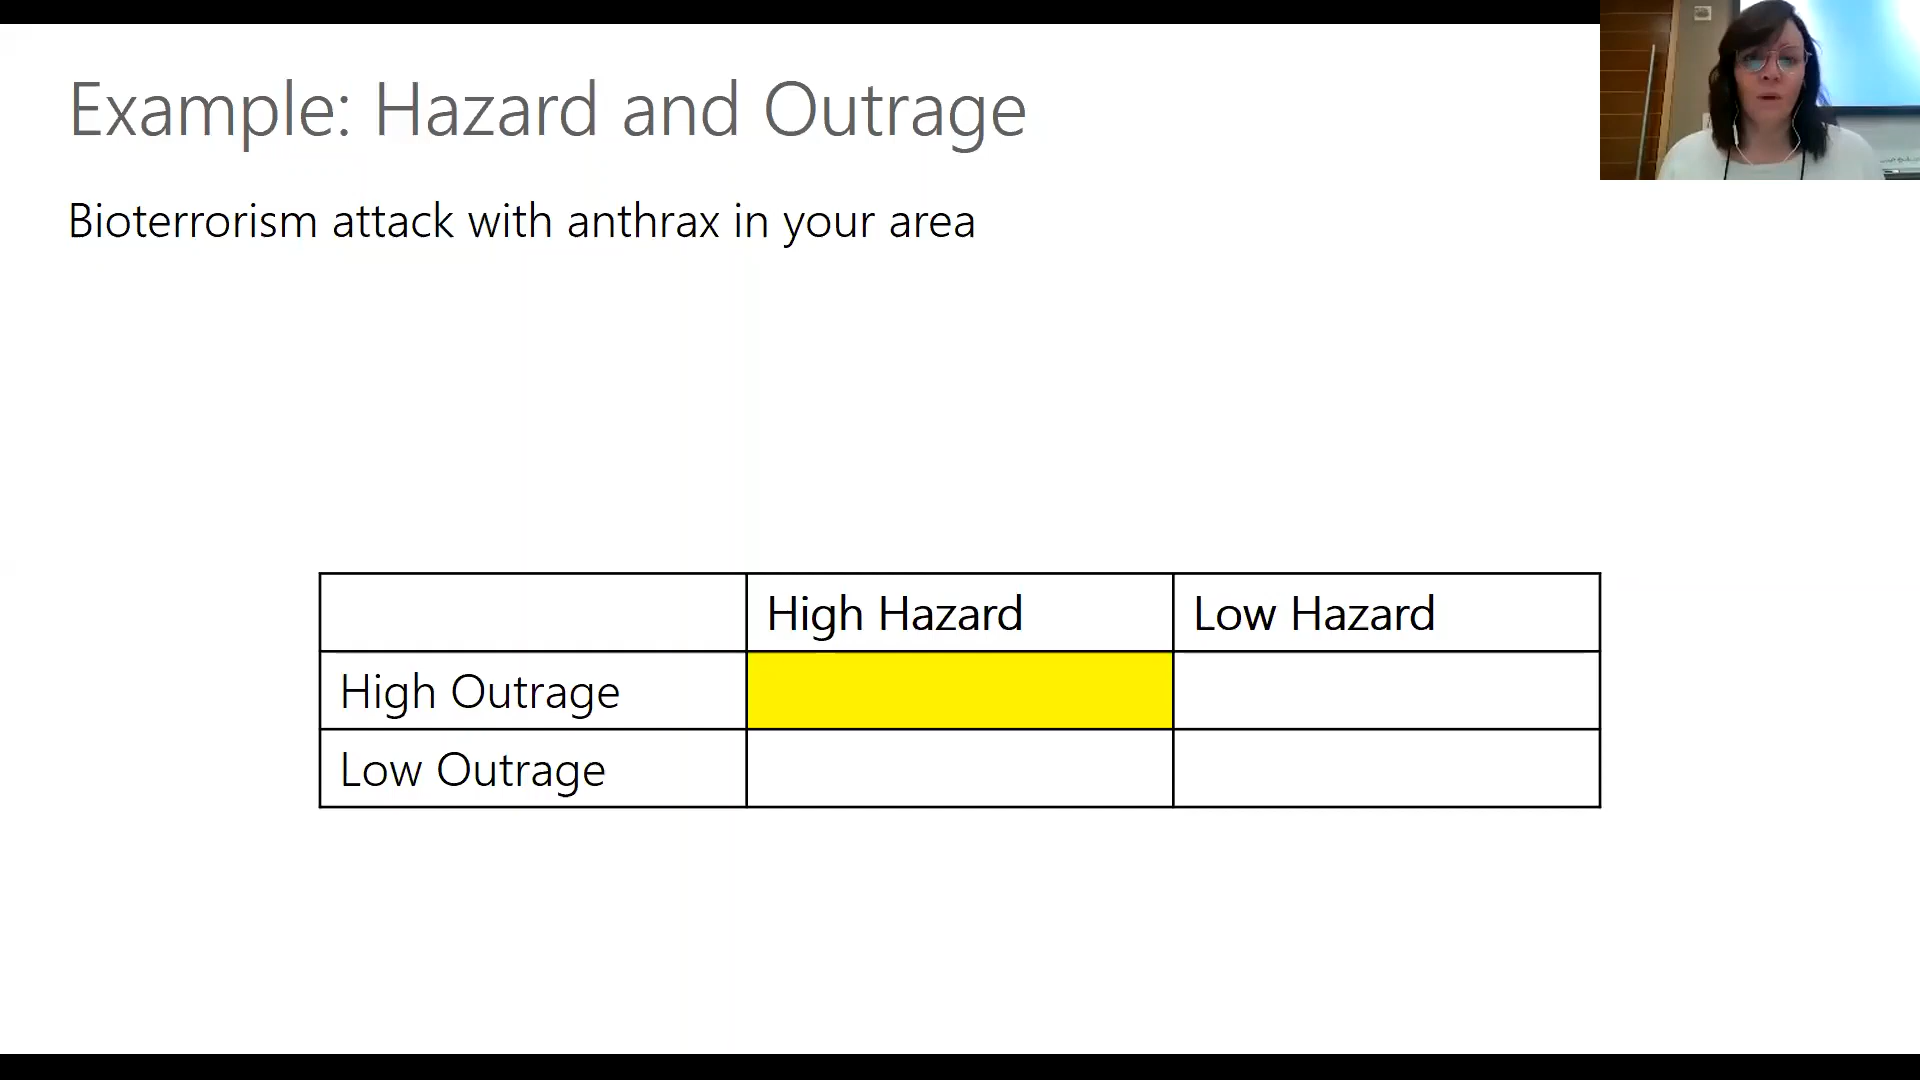 Example: Hazard and Outrage
Bioterrorism attack with anthrax in your area
High Hazard Low Hazard
High Outrage
Low Outrage